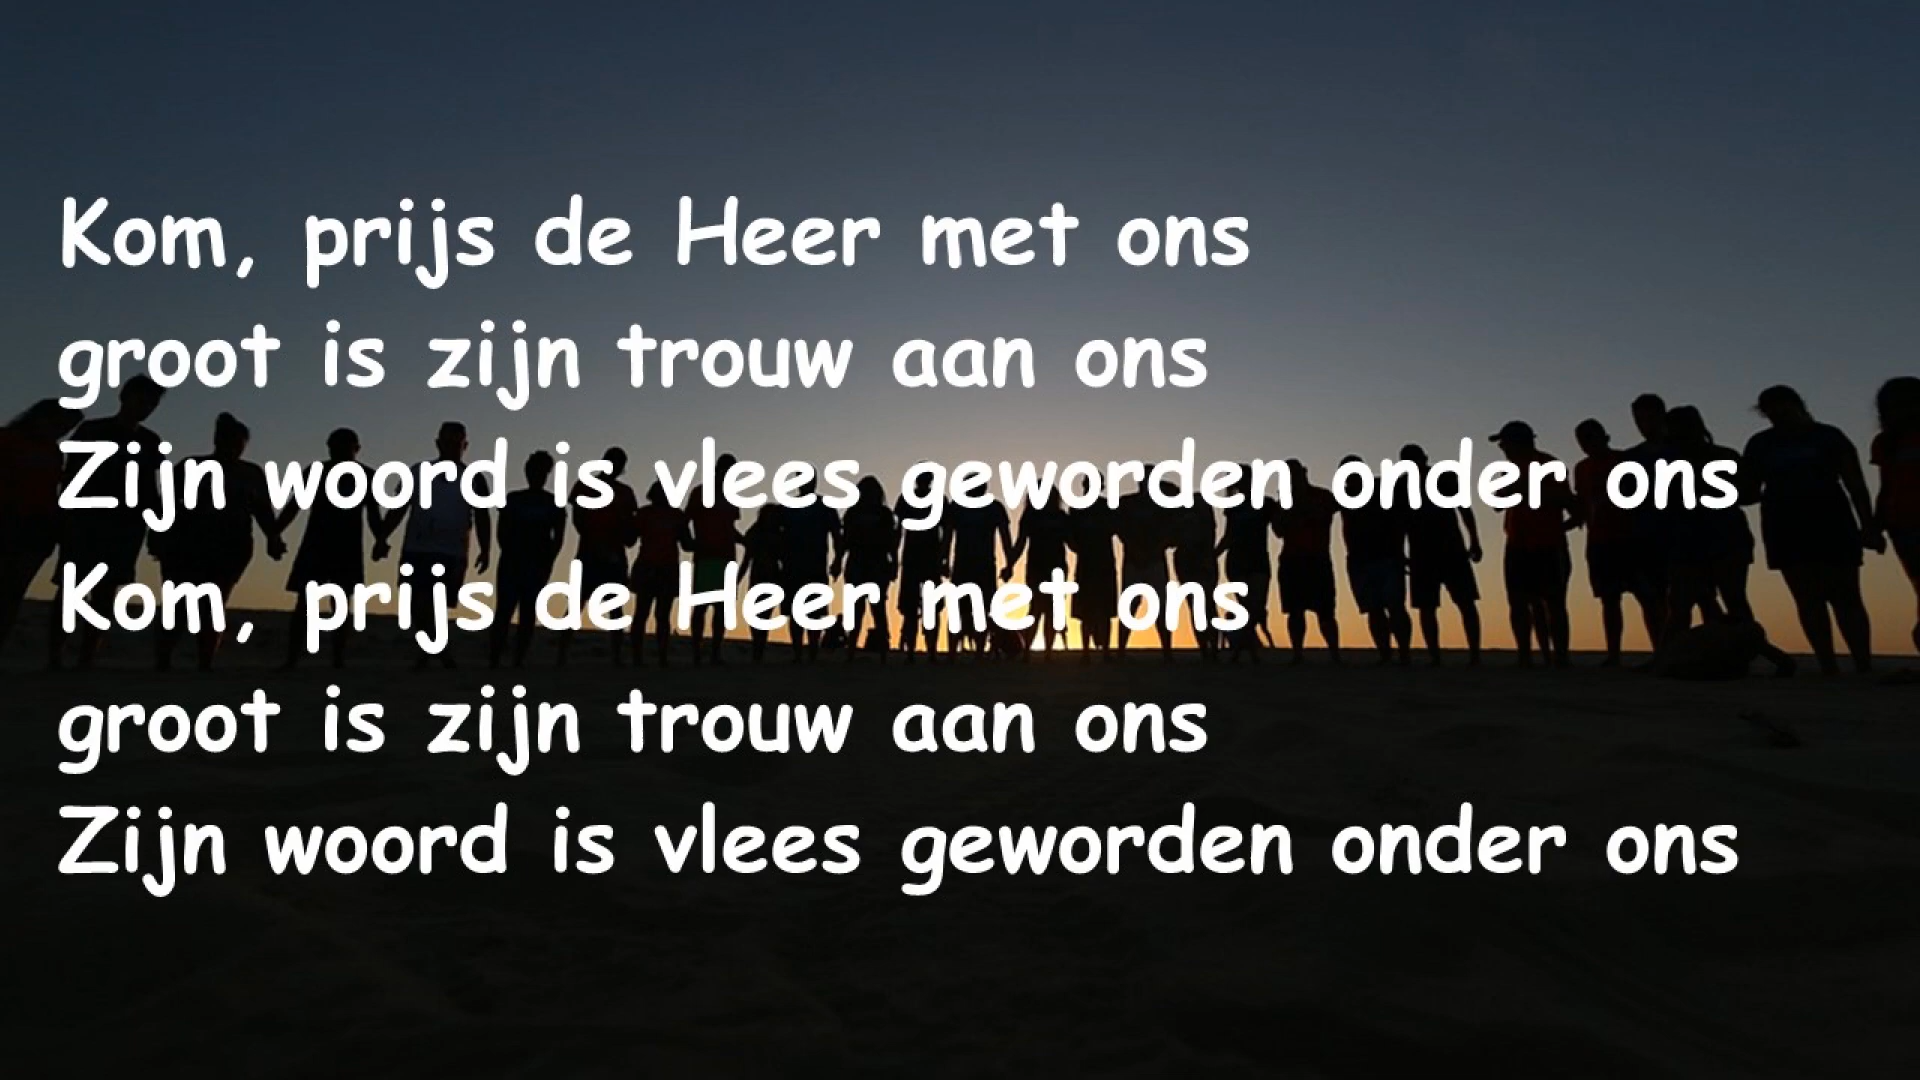 Kom, prijs de Heer met ons
groot is zijn trouw aan ons
Zijn woord is vlees geworden onder ons
Kom, prijs de Heer met ons
groot is zijn trouw aan ons
Zijn woord is vlees geworden onder ons